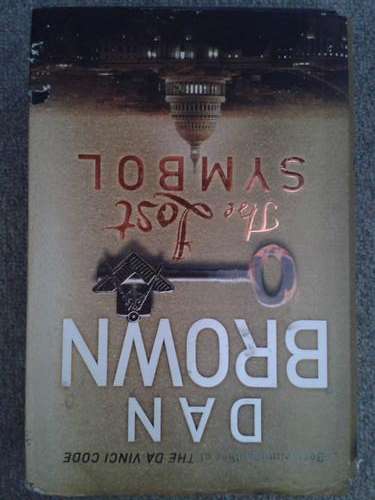 Bestselling author of THE DA VINCI CODE
DAN
BROWN
The Lost
SYMBOL